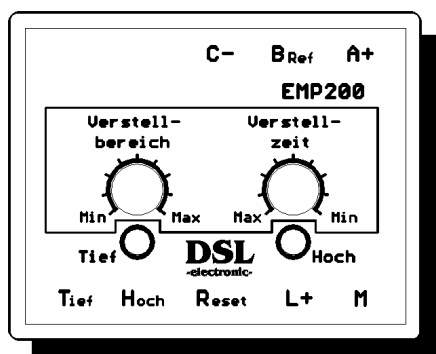 C- BRef A+
EMP200
Verstell- Verstell-
bereich zeit
Min Max Max Min
Tief DSL Hoch
-electronic-
Tief Hoch Reset L+ M